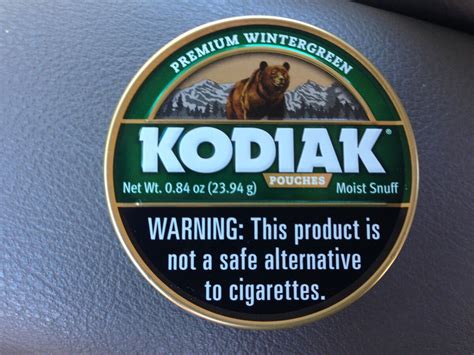 PREMIUM WINTERGREEN
KODIAK®
POUCHES
Net Wt. 0.84 oz (23.94 g) Moist Snuff
WARNING: This product is
not a safe alternative
to cigarettes.